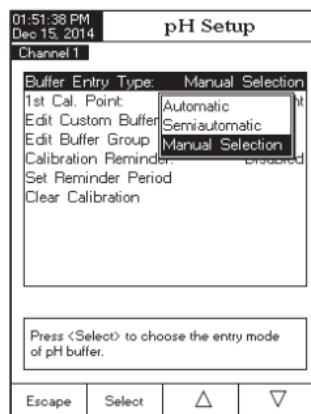 01:51:38 PM
Dec 15, 2014
pH Setup
Channel 1
Buffer Entry Type: Manual Selection
1st Cal. Point: nt
Automatic
Edit Custom Buffer
Semiautomatic
Edit Buffer Group
Manual Selection
Calibration Reminder: Disabled
Set Reminder Period
Clear Calibration
Press <Select> to choose the entry mode
of pH buffer.
Escape Select △ ▽